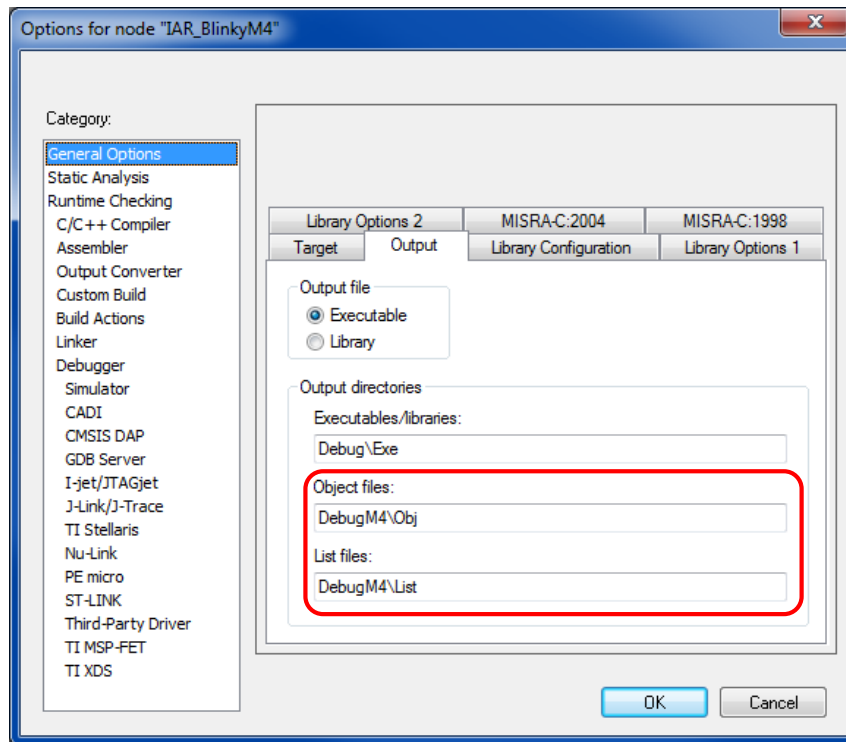 Options for node "IAR_BlinkyM4"
Category:
General Options
Static Analysis
Runtime Checking
C/C++ Compiler
Assembler
Output Converter
Custom Build
Build Actions
Linker
Debugger
Simulator
CADI
CMSIS DAP
GDB Server
I-jet/JTAGjet
J-Link/J-Trace
TI Stellaris
Nu-Link
PE micro
ST-LINK
Third-Party Driver
TI MSP-FET
TI XDS
Library Options 2 MISRA-C:2004 MISRA-C:1998
Target Output Library Configuration Library Options 1
Output file
Executable
Library
Output directories
Executables/libraries:
Debug\Exe
Object files:
DebugM4\Obj
List files:
DebugM4\List
OK Cancel